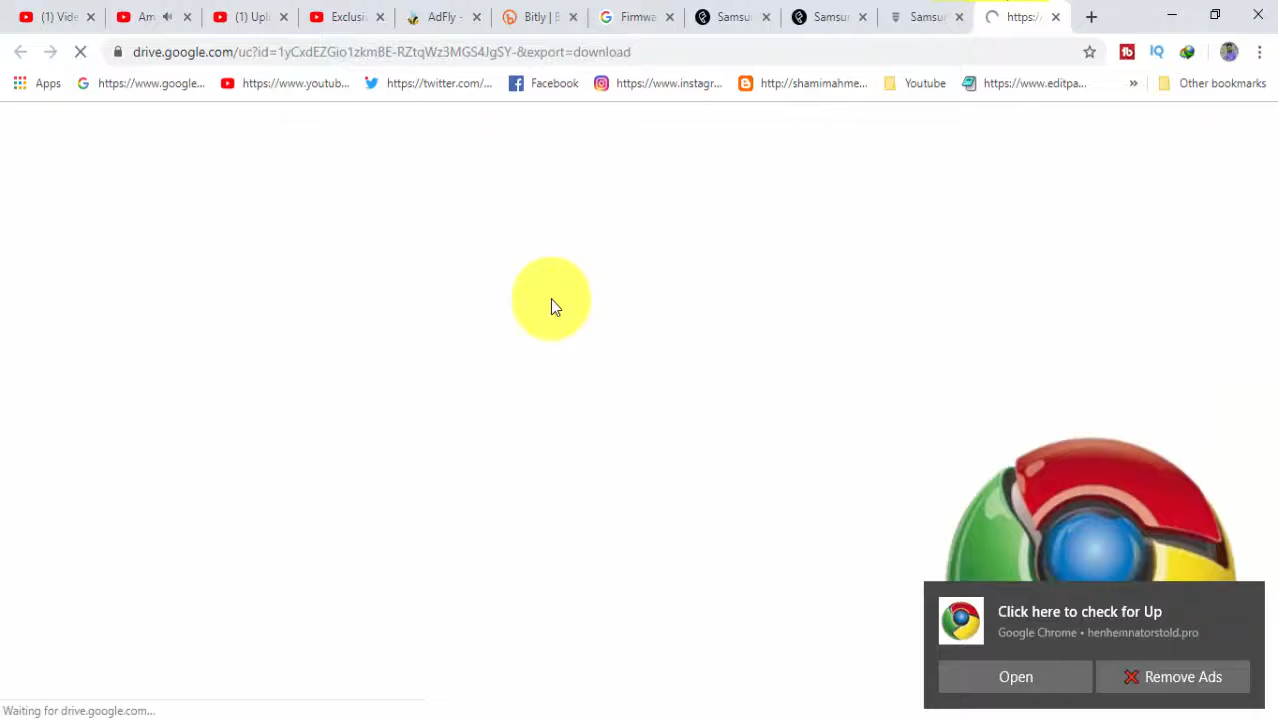 (1) Vide
Am
(1) Uplo
Exclusiv
AdFly -
Bitly | B
Firmwa
Samsu
Samsu
Samsu
https:/
drive.google.com/uc?id=1yCxdEZGio1zkmBE-RZtqWz3MGS4JgSY-&export=download
Apps
https://www.google...
https://www.youtub...
https://twitter.com/...
Facebook
https://www.instagr...
http://shamimahme...
Youtube
https://www.editpa...
»
Other bookmarks
Click here to check for Up
Google Chrome • henhemnatorstold.pro
Open
Remove Ads
Waiting for drive.google.com...